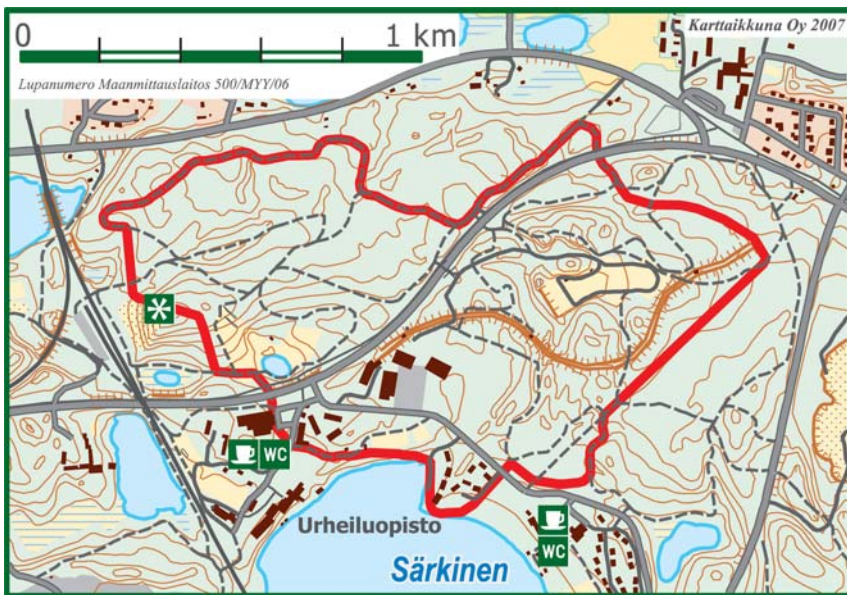 0 1 km
Karttaikkuna Oy 2007
Lupanumero Maanmittauslaitos 500/MYY/06
WC
Urheiluopisto
WC
Särkinen